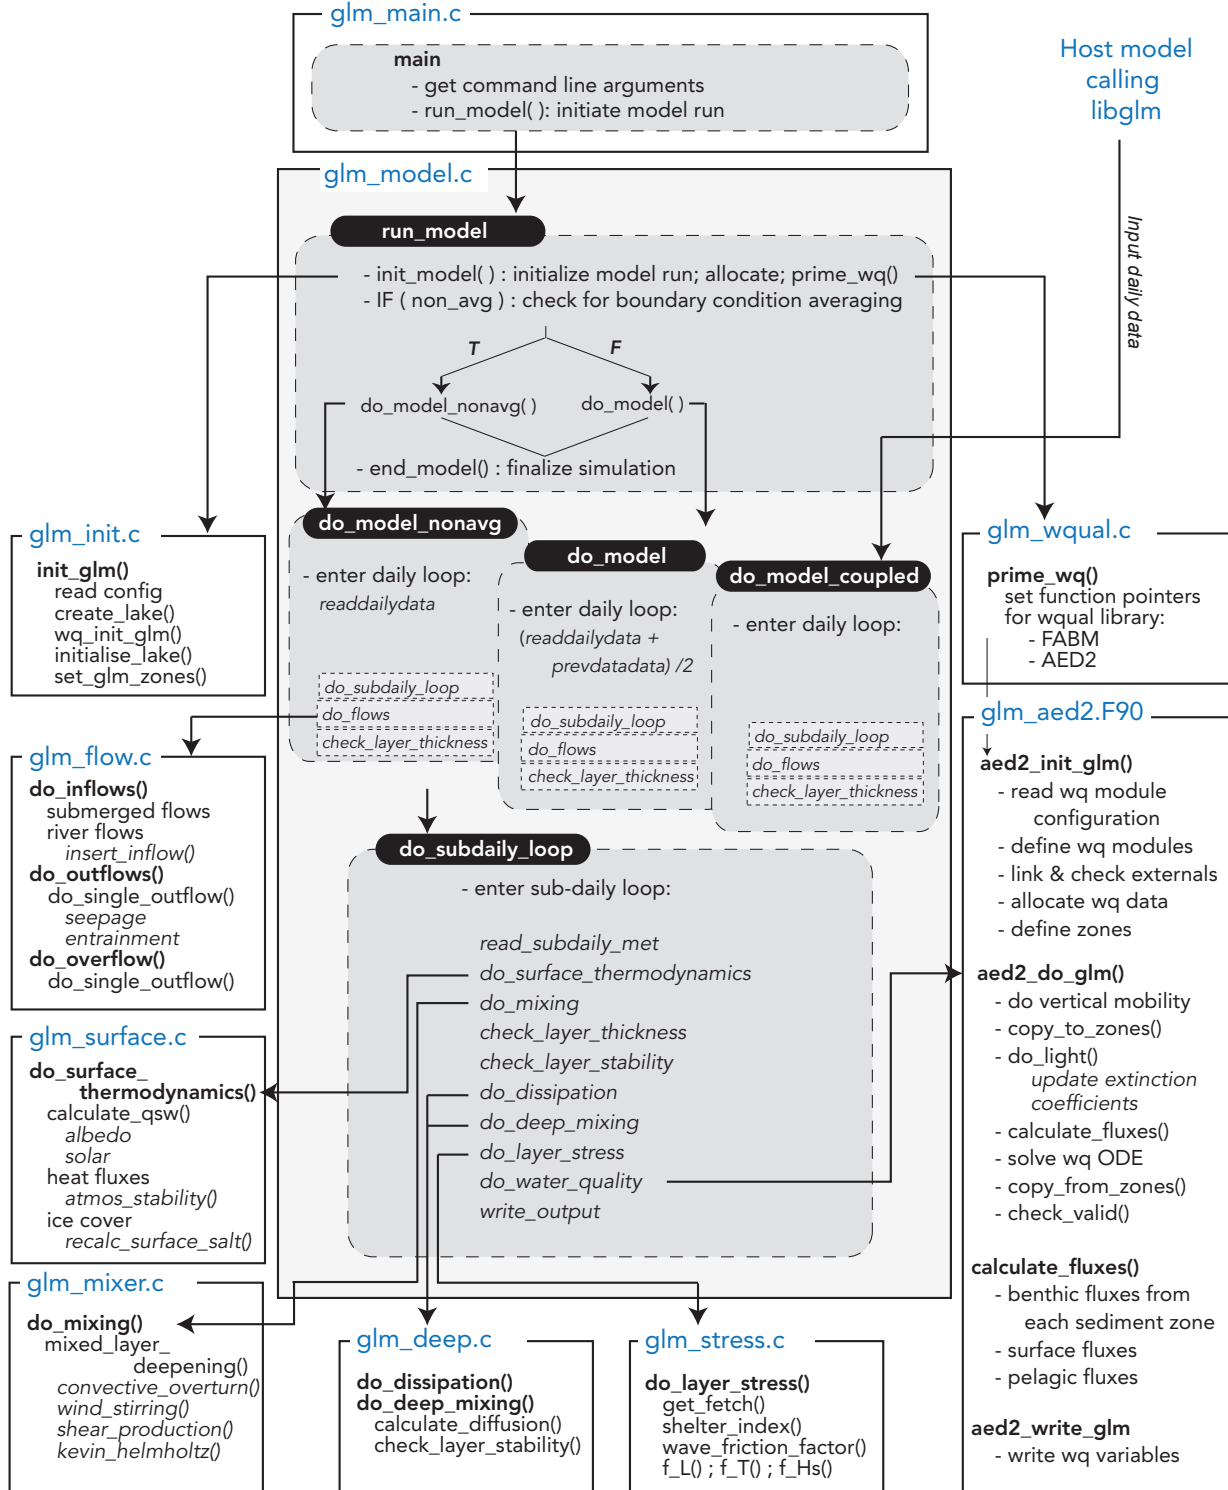 glm_main.c
main
- get command line arguments
- run_model( ): initiate model run
Host model
calling
libglm
Input daily data
glm_model.c
run_model
- init_model( ) : initialize model run; allocate; prime_wq()
- IF ( non_avg ) : check for boundary condition averaging
T
F
do_model_nonavg( )
do_model( )
- end_model() : finalize simulation
do_model_nonavg
- enter daily loop:
readdailydata
do_subdaily_loop
do_flows
check_layer_thickness
do_model
- enter daily loop:
(readdailydata +
prevdatadata) /2
do_subdaily_loop
do_flows
check_layer_thickness
do_model_coupled
- enter daily loop:
do_subdaily_loop
do_flows
check_layer_thickness
do_subdaily_loop
- enter sub-daily loop:
read_subdaily_met
do_surface_thermodynamics
do_mixing
check_layer_thickness
check_layer_stability
do_dissipation
do_deep_mixing
do_layer_stress
do_water_quality
write_output
glm_init.c
init_glm()
read config
create_lake()
wq_init_glm()
initialise_lake()
set_glm_zones()
glm_flow.c
do_inflows()
submerged flows
river flows
insert_inflow()
do_outflows()
do_single_outflow()
seepage
entrainment
do_overflow()
do_single_outflow()
glm_surface.c
do_surface_
thermodynamics()
calculate_qsw()
albedo
solar
heat fluxes
atmos_stability()
ice cover
recalc_surface_salt()
glm_mixer.c
do_mixing()
mixed_layer_
deepening()
convective_overturn()
wind_stirring()
shear_production()
kevin_helmholtz()
glm_deep.c
do_dissipation()
do_deep_mixing()
calculate_diffusion()
check_layer_stability()
glm_stress.c
do_layer_stress()
get_fetch()
shelter_index()
wave_friction_factor()
f_L() ; f_T() ; f_Hs()
glm_wqual.c
prime_wq()
set function pointers
for wqual library:
- FABM
- AED2
glm_aed2.F90
aed2_init_glm()
- read wq module
configuration
- define wq modules
- link & check externals
- allocate wq data
- define zones
aed2_do_glm()
- do vertical mobility
- copy_to_zones()
- do_light()
update extinction
coefficients
- calculate_fluxes()
- solve wq ODE
- copy_from_zones()
- check_valid()
calculate_fluxes()
- benthic fluxes from
each sediment zone
- surface fluxes
- pelagic fluxes
aed2_write_glm
- write wq variables